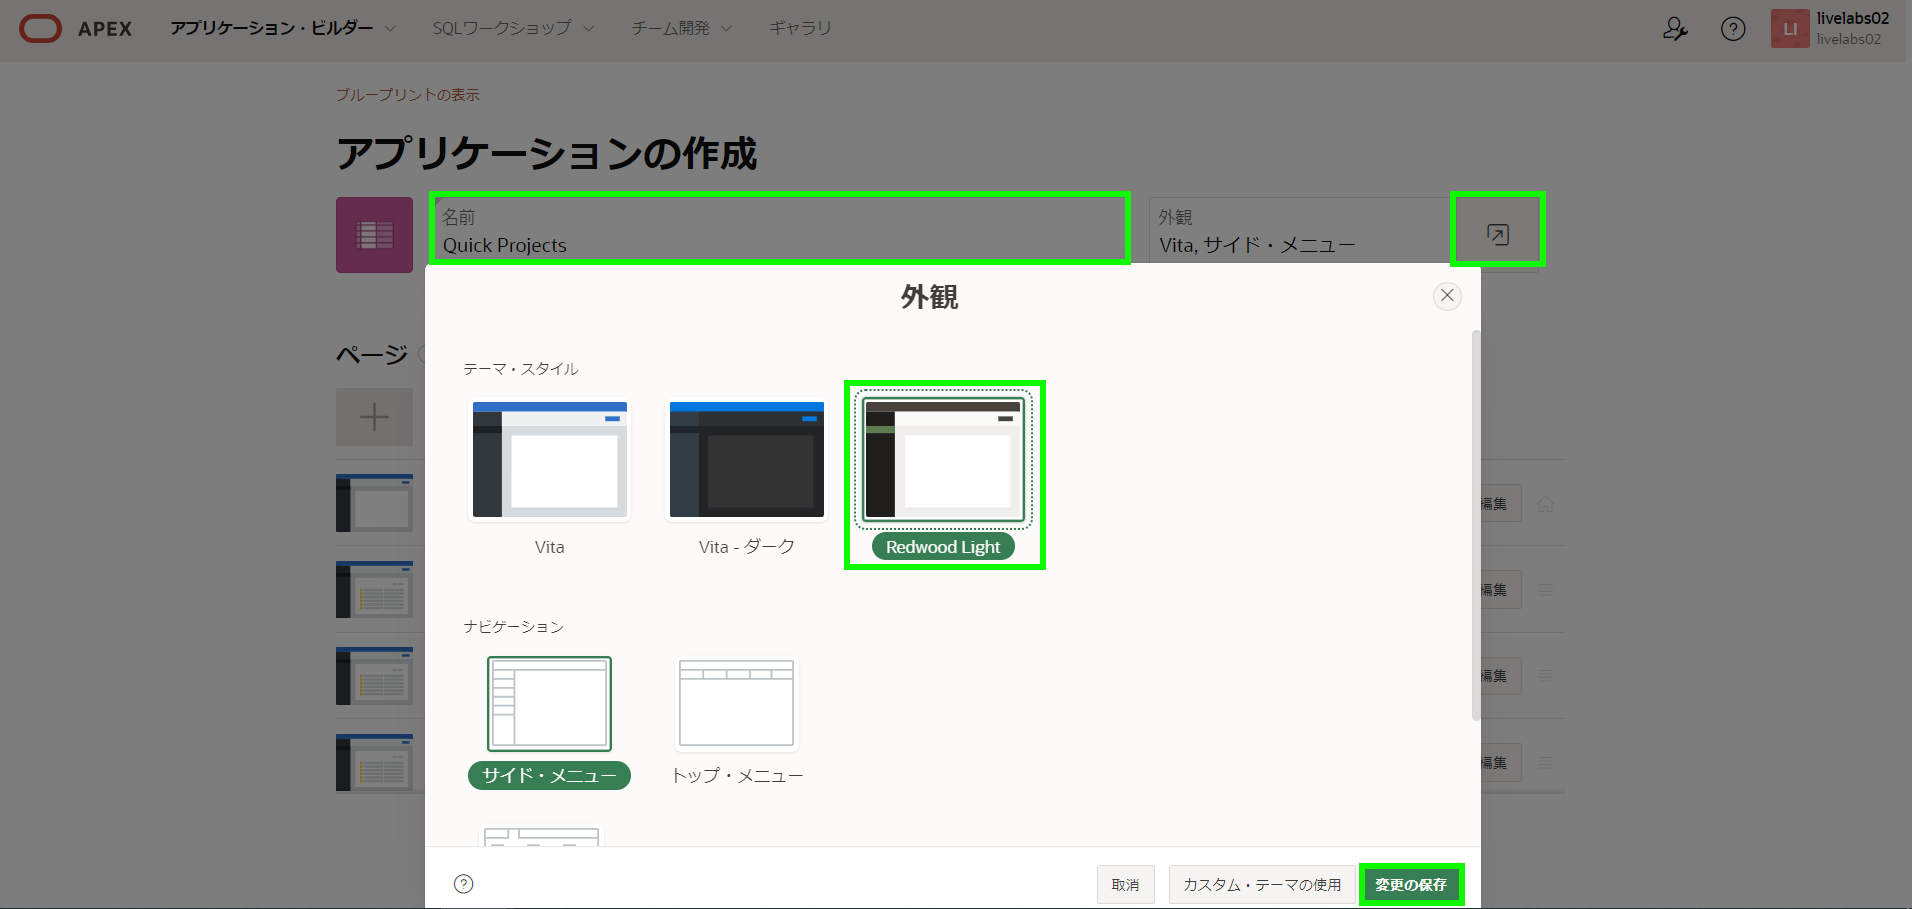 APEX アプリケーション・ビルダー SQLワークショップ チーム開発 ギャラリ
LI livelabs02
livelabs02
ブループリントの表示
アプリケーションの作成
名前
Quick Projects
外観
Vita, サイド・メニュー
ページ
外観
テーマ・スタイル
Vita
Vita - ダーク
Redwood Light
ナビゲーション
サイド・メニュー
トップ・メニュー
編集
編集
編集
編集
取消
カスタム・テーマの使用
変更の保存